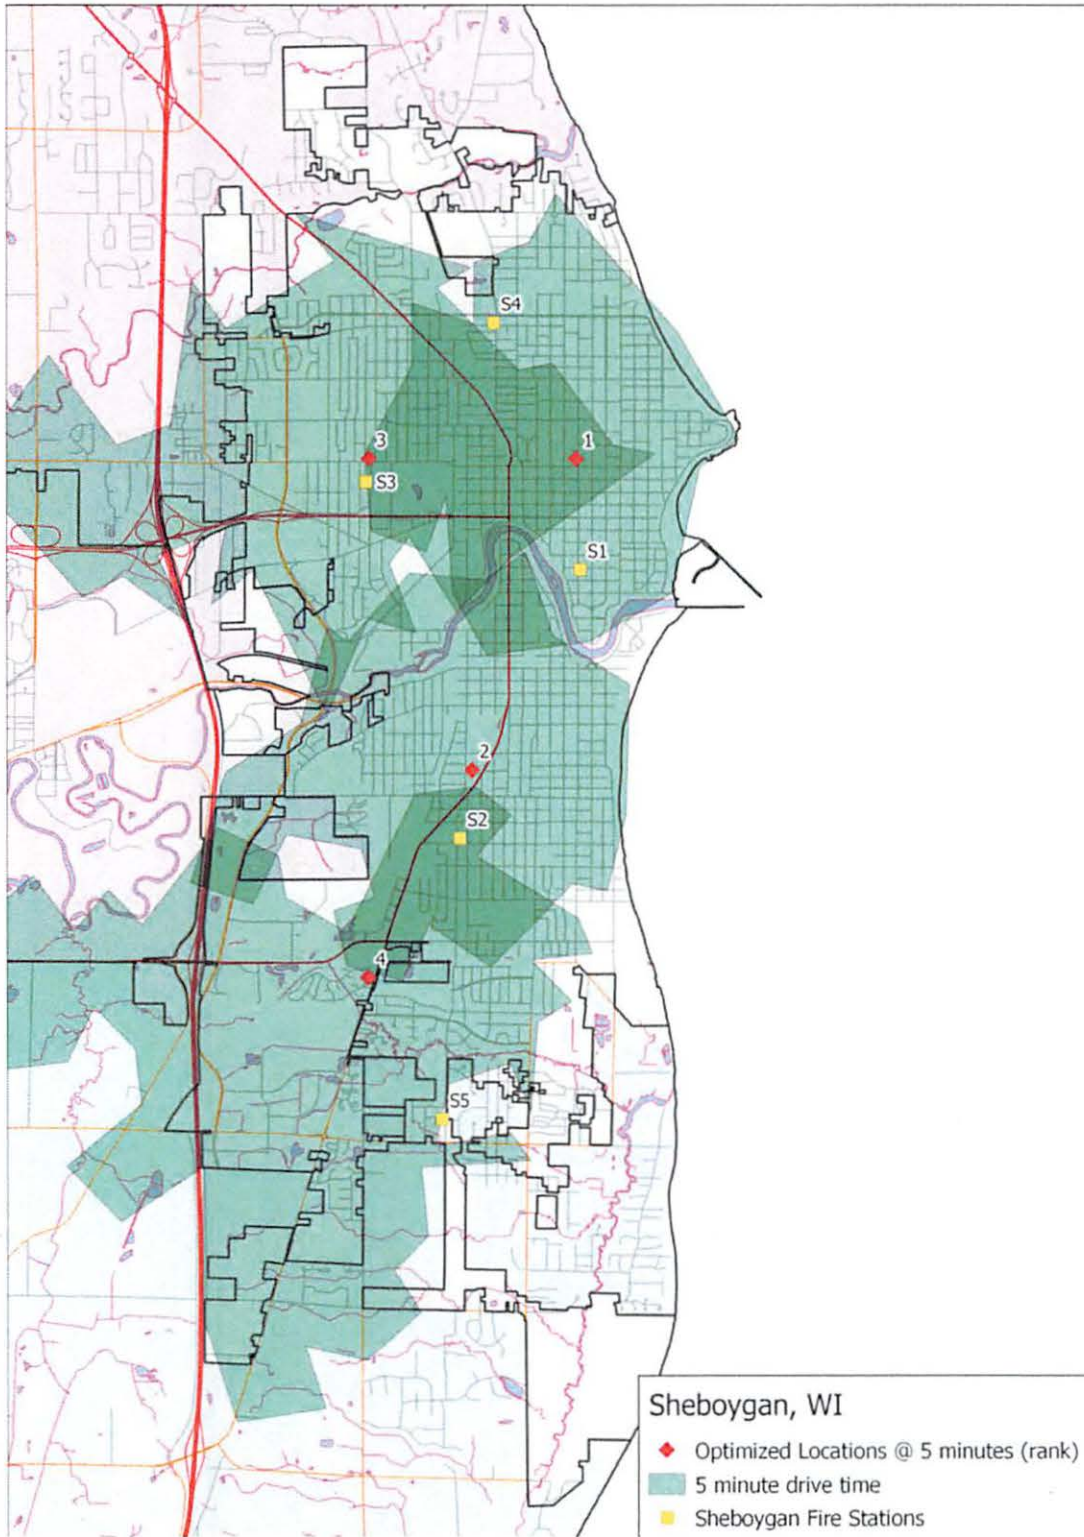 S4
3
1
S3
S1
2
S2
4
S5
Sheboygan, WI
Optimized Locations @ 5 minutes (rank)
5 minute drive time
Sheboygan Fire Stations